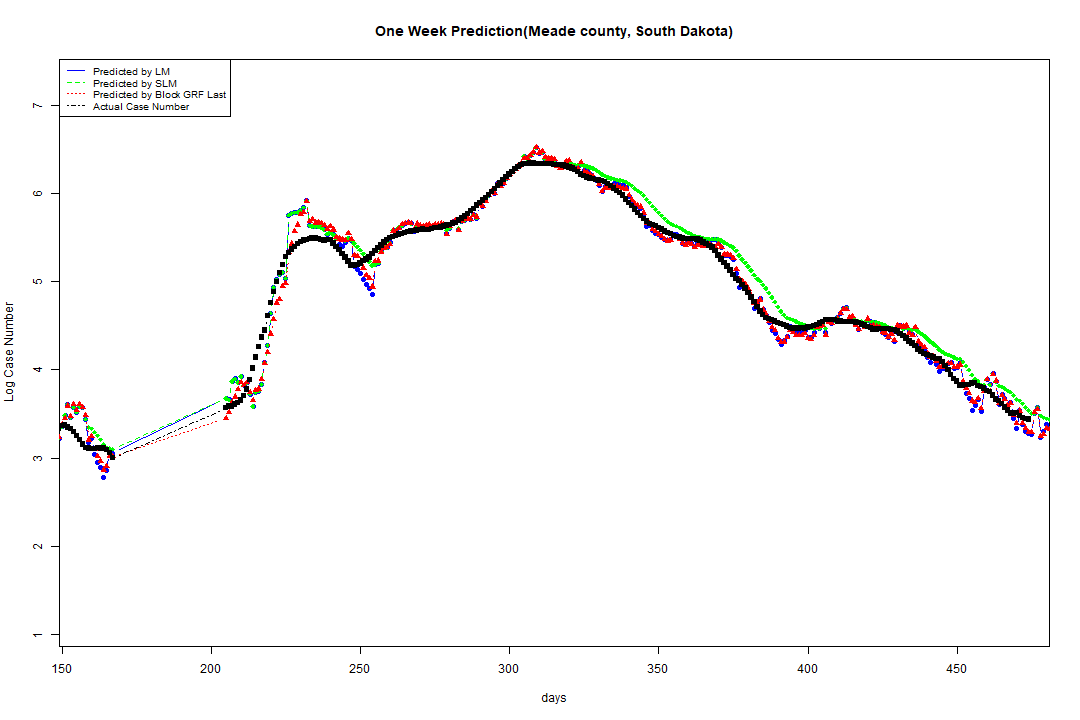 One Week Prediction(Meade county, South Dakota)
Predicted by LM
Predicted by SLM
Predicted by Block GRF Last
Actual Case Number
7
6
5
4
3
2
1
Log Case Number
150 200 250 300 350 400 450
days